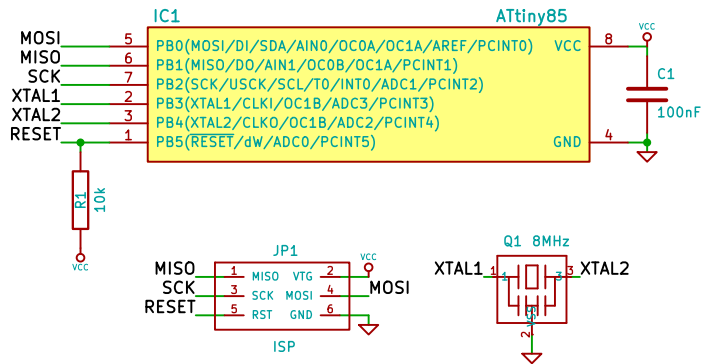 IC1 ATtiny85
MOSI 5 PB0(MOSI/DI/SDA/AIN0/OC0A/OC1A/AREF/PCINT0) VCC 8 VCC
MISO 6 PB1(MISO/DO/AIN1/OC0B/OC1A/PCINT1)
SCK 7 PB2(SCK/USCK/SCL/T0/INT0/ADC1/PCINT2) C1
XTAL1 2 PB3(XTAL1/CLKI/OC1B/ADC3/PCINT3)
XTAL2 3 PB4(XTAL2/CLKO/OC1B/ADC2/PCINT4) 100nF
RESET 1 PB5(RESET/dW/ADC0/PCINT5) GND 4
R1 10k
VCC
JP1
VCC
MISO 1 MISO VTG 2
SCK 3 SCK MOSI 4 MOSI
RESET 5 RST GND 6
ISP
Q1 8MHz
XTAL1 1 1 3 3 XTAL2
VSS
2